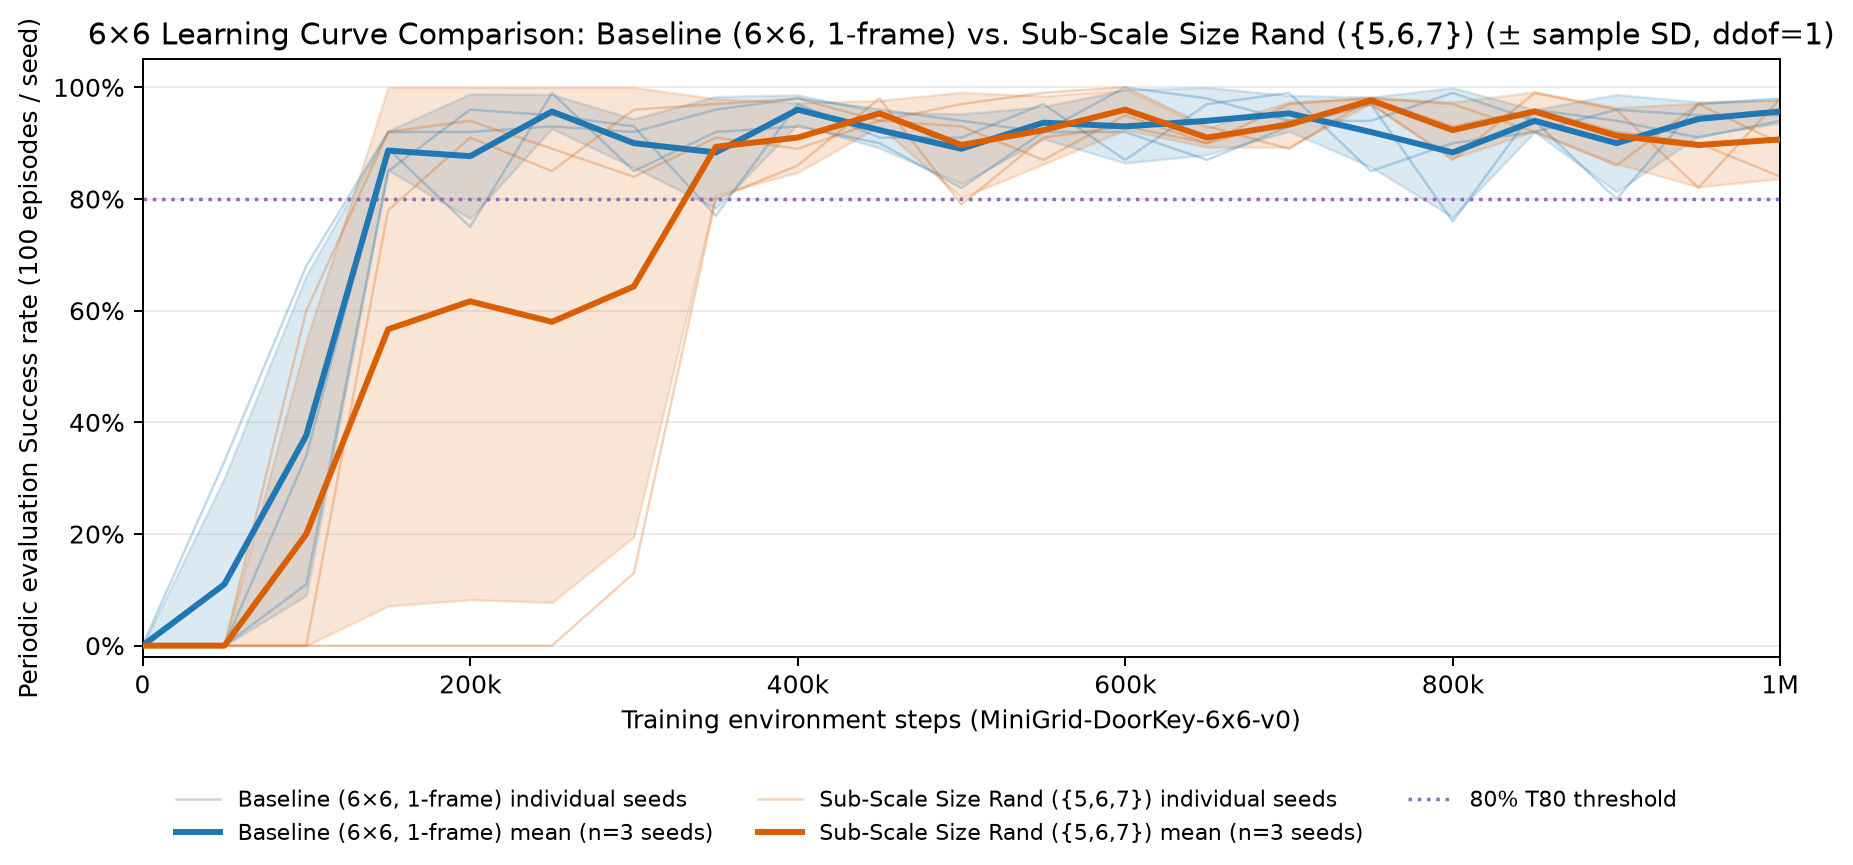 6×6 Learning Curve Comparison: Baseline (6×6, 1-frame) vs. Sub-Scale Size Rand ({5,6,7}) (± sample SD, ddof=1)
Periodic evaluation Success rate (100 episodes / seed)
100%
80%
60%
40%
20%
0%
0
200k
400k
600k
800k
1M
Training environment steps (MiniGrid-DoorKey-6x6-v0)
Baseline (6×6, 1-frame) individual seeds
Baseline (6×6, 1-frame) mean (n=3 seeds)
Sub-Scale Size Rand ({5,6,7}) individual seeds
Sub-Scale Size Rand ({5,6,7}) mean (n=3 seeds)
80% T80 threshold